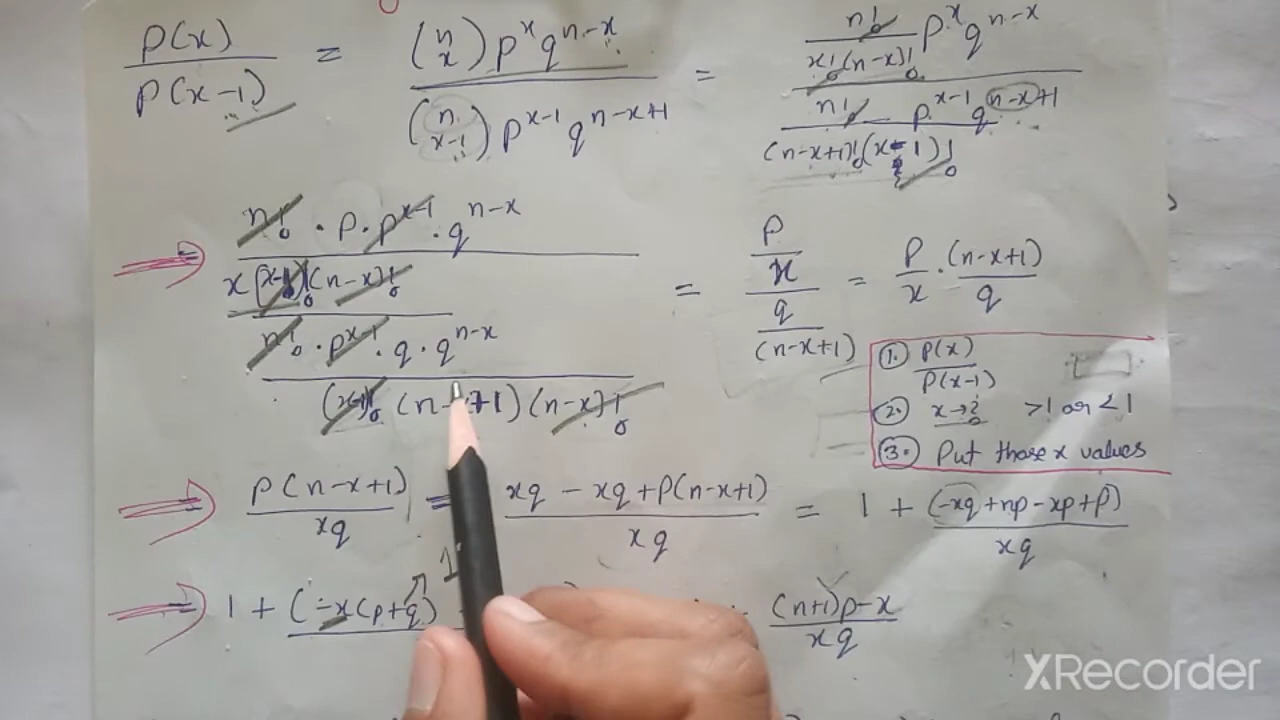 P(x)/P(x-1) = (n x) p^x q^{n-x} / (n x-1) p^{x-1} q^{n-x+1} = n!/(x!(n-x)!) p^x q^{n-x} / n!/((n-x+1)!(x-1)!) p^{x-1} q^{n-x+1}
⇒ n! · p · p^{x-1} · q^{n-x} / x(x-1)!(n-x)! / n! · p^{x-1} · q · q^{n-x} / (x-1)! (n-x+1) (n-x)! = p/x / q/(n-x+1) = p/x · (n-x+1)/q
1. P(x)/P(x-1)
2. x→? >1 or <1
3. Put those x values
⇒ p(n-x+1)/xq = xq - xq + p(n-x+1) / xq = 1 + (-xq + np - xp + p)/xq
⇒ 1 + (-x(p+q) 1 (n+1)p-x / xq
XRecorder